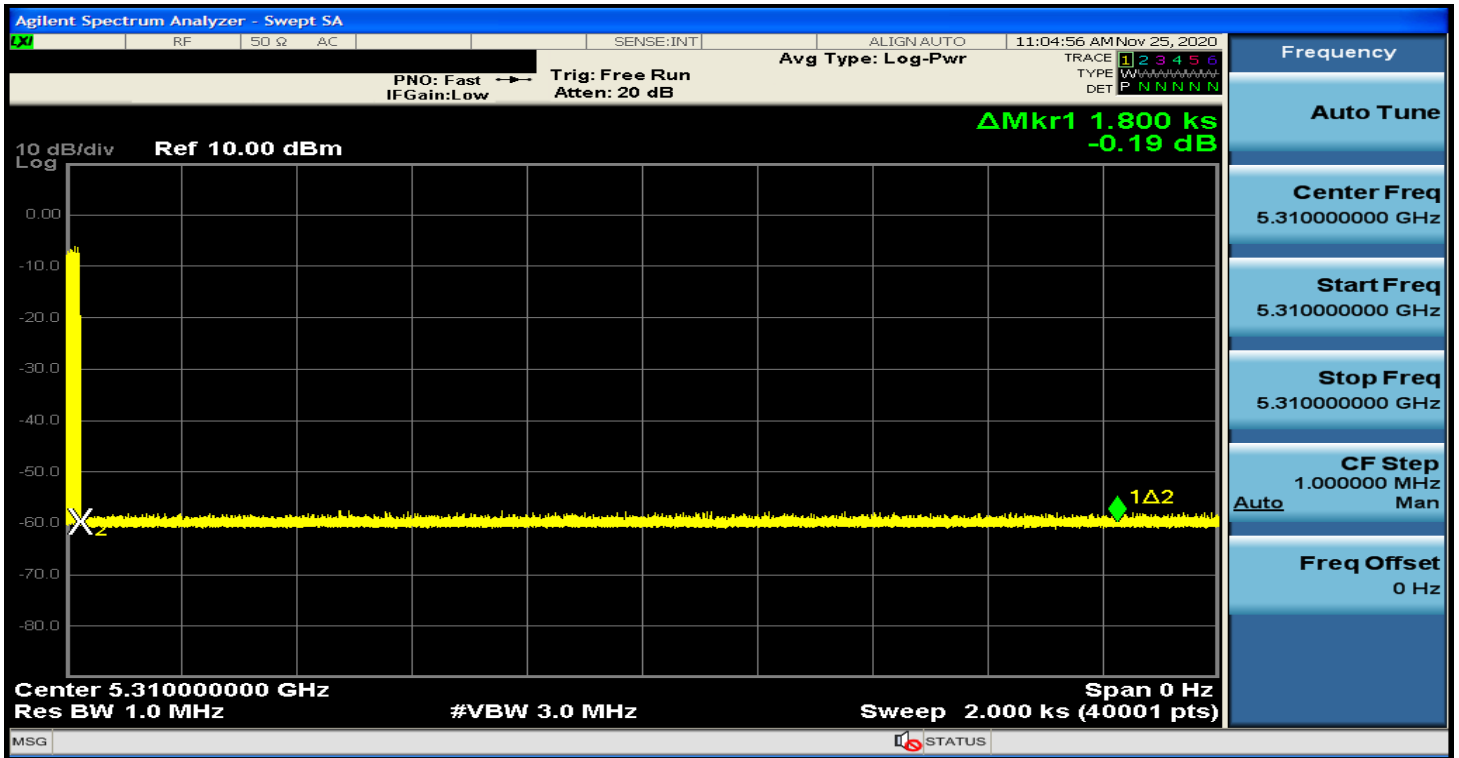 Agilent Spectrum Analyzer - Swept SA
LXI RF 50 Ω AC SENSE:INT ALIGN AUTO 11:04:56 AM Nov 25, 2020
PNO: Fast
IFGain:Low
Trig: Free Run
Atten: 20 dB
Avg Type: Log-Pwr
TRACE 1 2 3 4 5 6
TYPE W
DET P N N N N N
ΔMkr1 1.800 ks
-0.19 dB
10 dB/div Ref 10.00 dBm
Log
0.00
-10.0
-20.0
-30.0
-40.0
-50.0
-60.0
-70.0
-80.0
1Δ2
X2
Center 5.310000000 GHz Span 0 Hz
Res BW 1.0 MHz #VBW 3.0 MHz Sweep 2.000 ks (40001 pts)
MSG STATUS
Frequency
Auto Tune
Center Freq
5.310000000 GHz
Start Freq
5.310000000 GHz
Stop Freq
5.310000000 GHz
CF Step
1.000000 MHz
Auto Man
Freq Offset
0 Hz